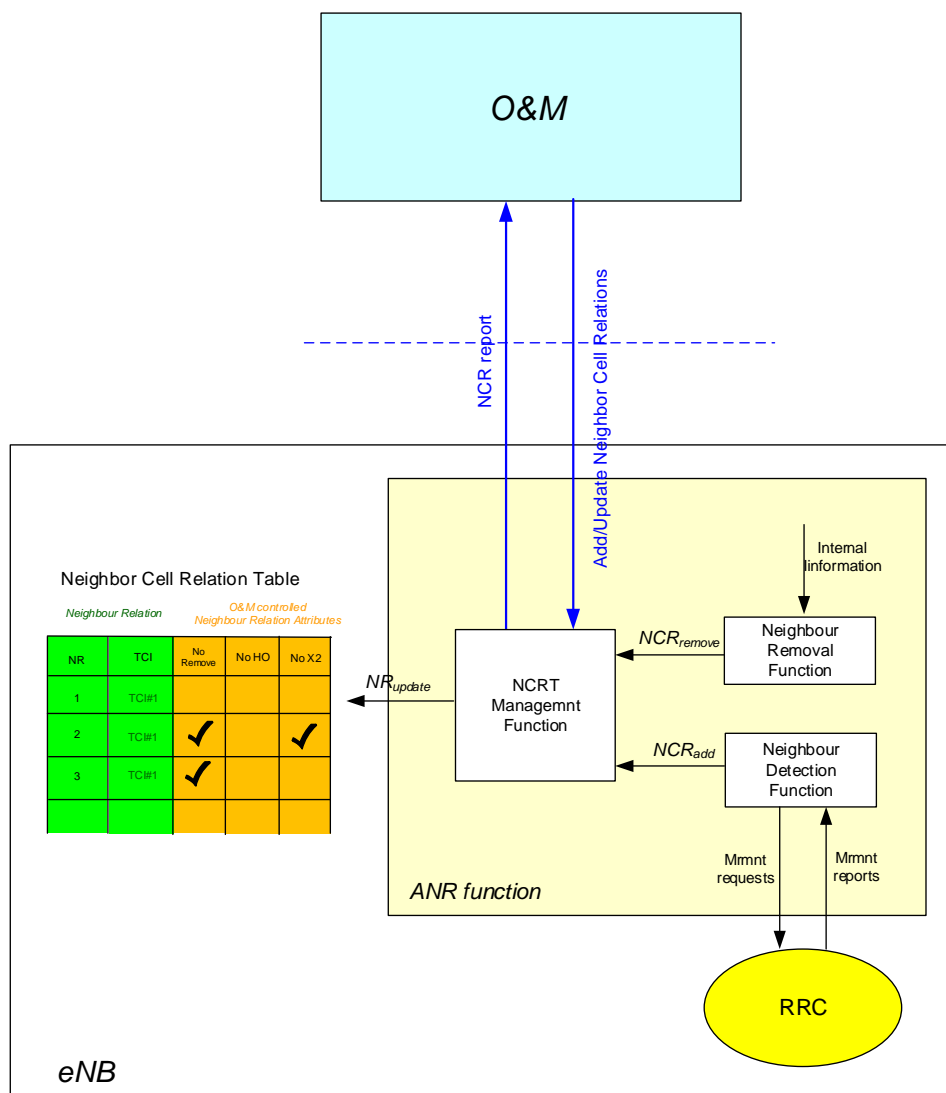 O&M
NCR report
Add/Update Neighbor Cell Relations
Internal
Iinformation
Neighbor Cell Relation Table
Neighbour Relation
O&M controlled
Neighbour Relation Attributes
NR
TCI
No
Remove
No HO
No X2
1
TCI#1
2
TCI#1
3
TCI#1
NRupdate
NCRT
Managemnt
Function
NCRremove
Neighbour
Removal
Function
NCRadd
Neighbour
Detection
Function
Mrmnt
requests
Mrmnt
reports
ANR function
RRC
eNB